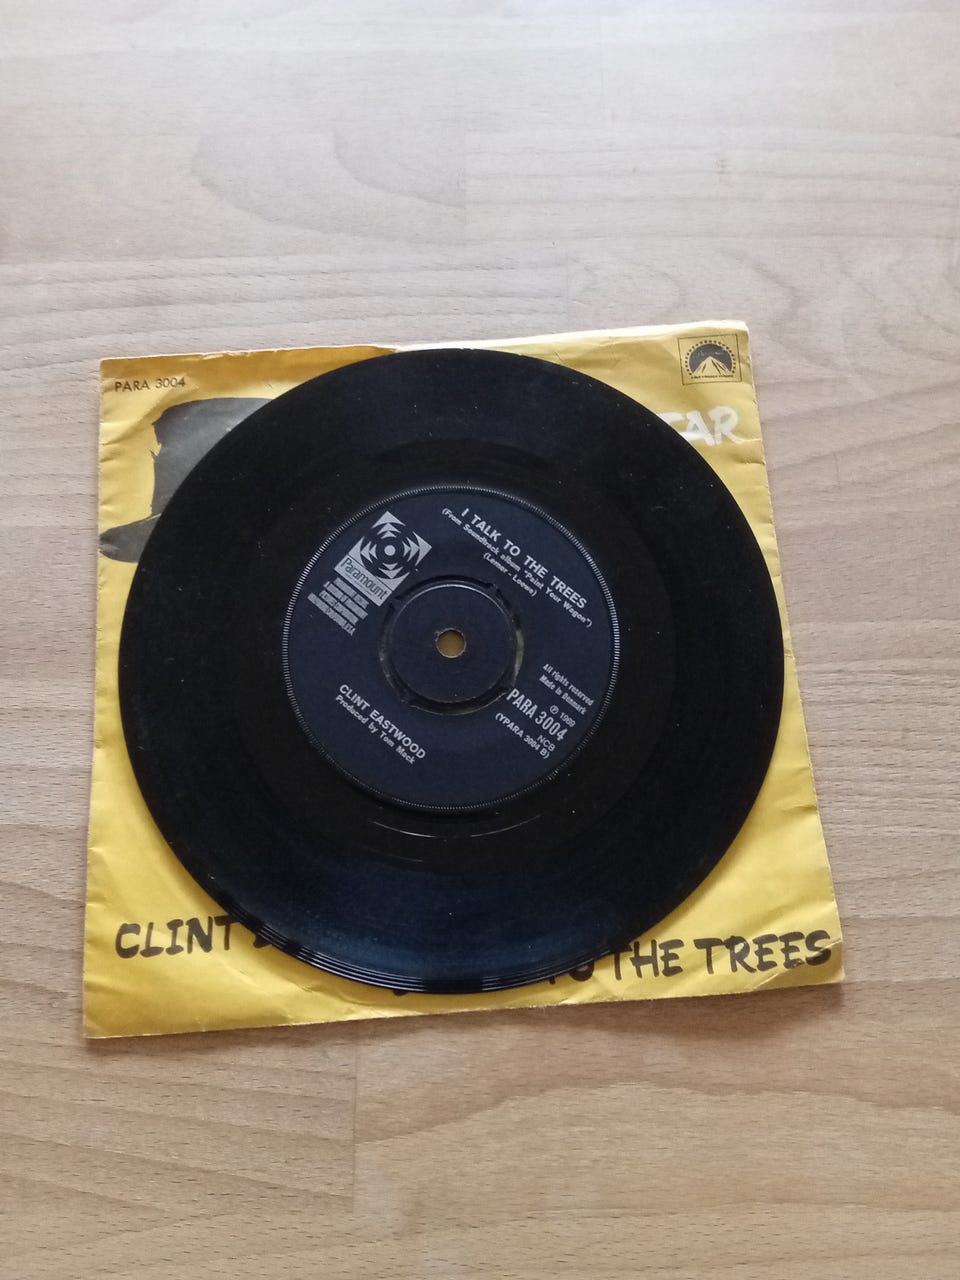 PARA 3004
I TALK TO THE TREES
(From Soundtrack album "Paint Your Wagon")
(Lerner - Loewe)
Paramount
All rights reserved
Made in Denmark
℗ 1969
PARA 3004
NCB
(YPARA 3004 B)
CLINT EASTWOOD
Produced by Tom Mack
CLINT
THE TREES